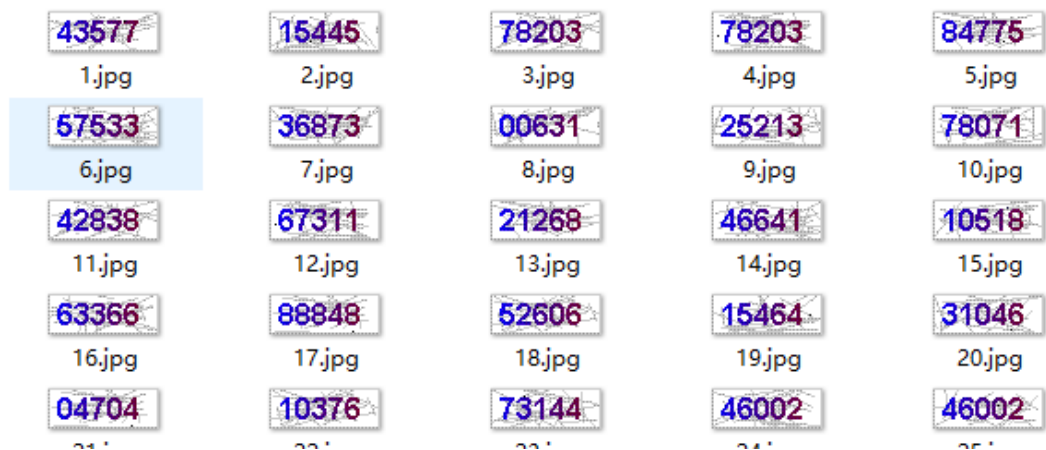 43577 15445 78203 78203 84775
1.jpg 2.jpg 3.jpg 4.jpg 5.jpg
57533 36873 00631 25213 78071
6.jpg 7.jpg 8.jpg 9.jpg 10.jpg
42838 67311 21268 46641 10518
11.jpg 12.jpg 13.jpg 14.jpg 15.jpg
63366 88848 52606 15464 31046
16.jpg 17.jpg 18.jpg 19.jpg 20.jpg
04704 10376 73144 46002 46002